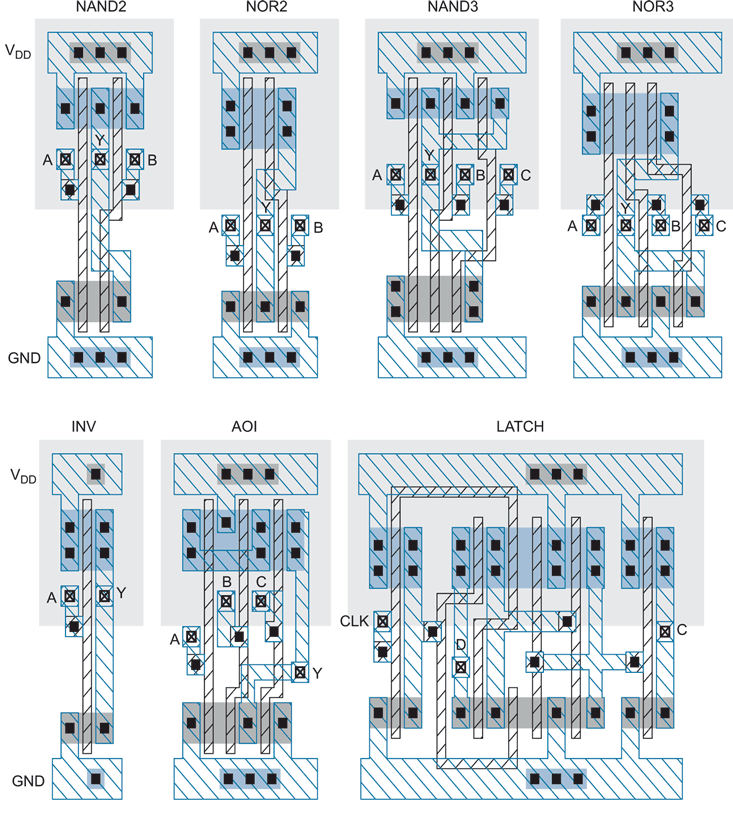 NAND2 NOR2 NAND3 NOR3
VDD
A Y B
A Y B
A Y B C
A Y B C
GND
INV AOI LATCH
VDD
A Y
A B C Y
CLK D C
GND